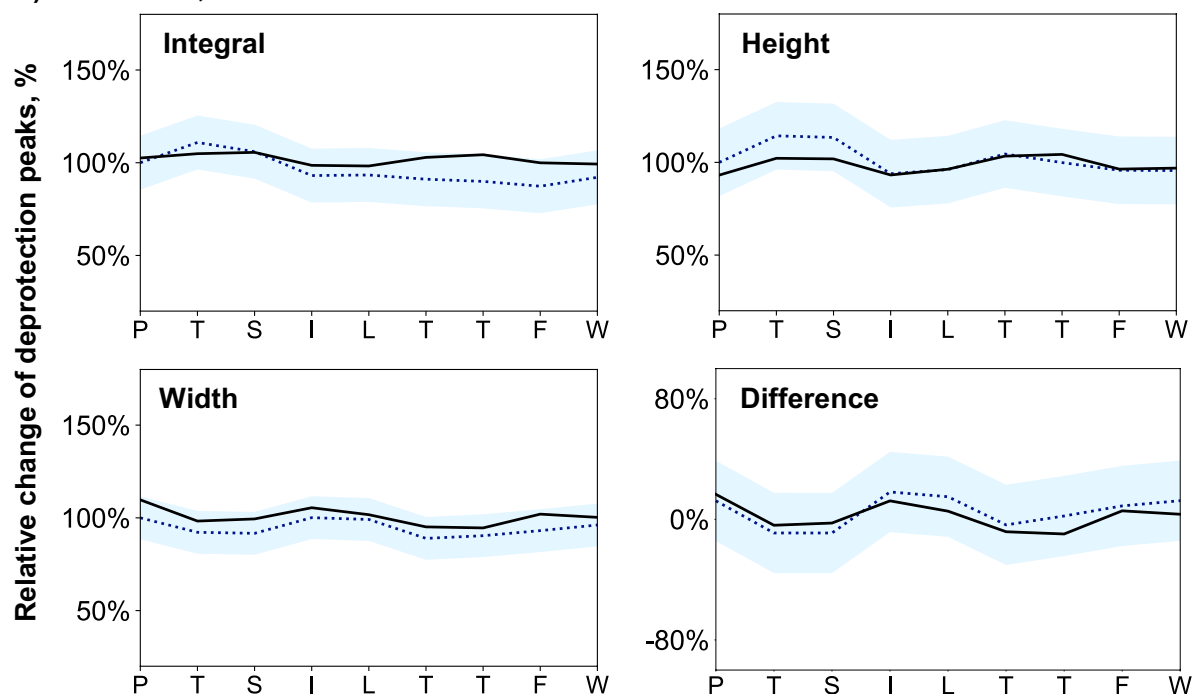 Relative change of deprotection peaks, %
Integral
150%
100%
50%
P T S I L T T F W
Height
150%
100%
50%
P T S I L T T F W
Width
150%
100%
50%
P T S I L T T F W
Difference
80%
0%
-80%
P T S I L T T F W